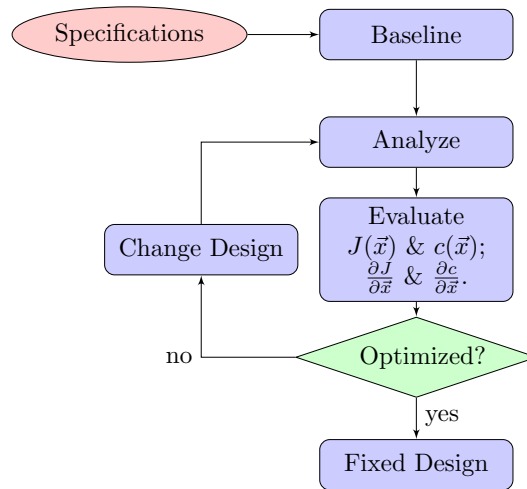 Specifications
Baseline
Analyze
Evaluate
J(x⃗) & c(x⃗);
∂J/∂x⃗ & ∂c/∂x⃗.
Change Design
Optimized?
no
yes
Fixed Design